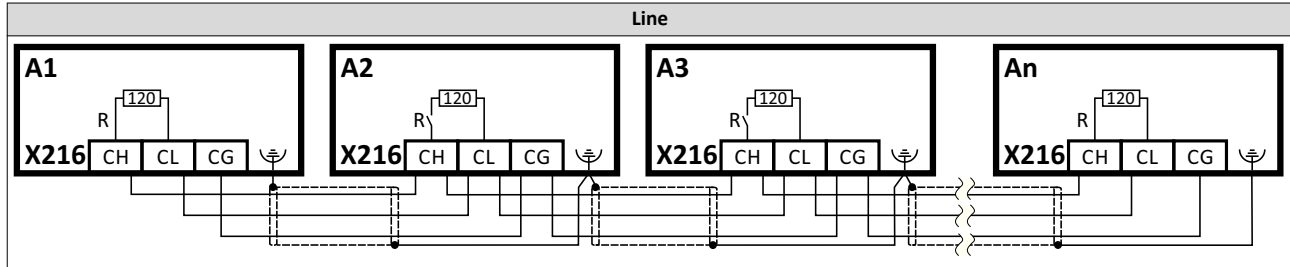 Line
A1 A2 A3 An
120 120 120 120
R R R R
X216 CH CL CG X216 CH CL CG X216 CH CL CG X216 CH CL CG